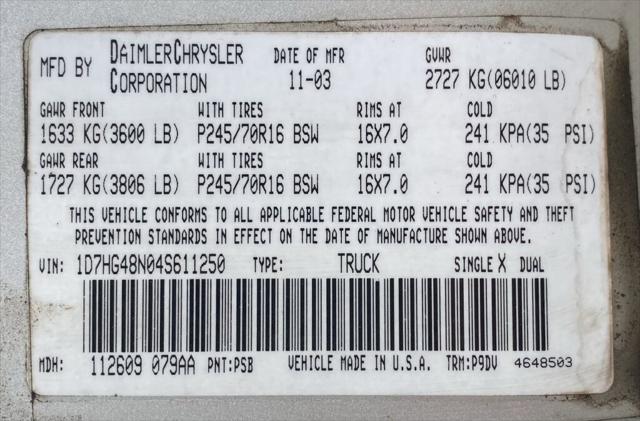 MFD BY DAIMLERCHRYSLER CORPORATION DATE OF MFR 11-03 GVWR 2727 KG(06010 LB)
GAWR FRONT WITH TIRES RIMS AT COLD
1633 KG(3600 LB) P245/70R16 BSW 16X7.0 241 KPA(35 PSI)
GAWR REAR WITH TIRES RIMS AT COLD
1727 KG(3806 LB) P245/70R16 BSW 16X7.0 241 KPA(35 PSI)
THIS VEHICLE CONFORMS TO ALL APPLICABLE FEDERAL MOTOR VEHICLE SAFETY AND THEFT
PREVENTION STANDARDS IN EFFECT ON THE DATE OF MANUFACTURE SHOWN ABOVE.
VIN: 1D7HG48N04S611250 TYPE: TRUCK SINGLE X DUAL
MDH: 112609 079AA PNT:PSB VEHICLE MADE IN U.S.A. TRM:P9DV 4648503